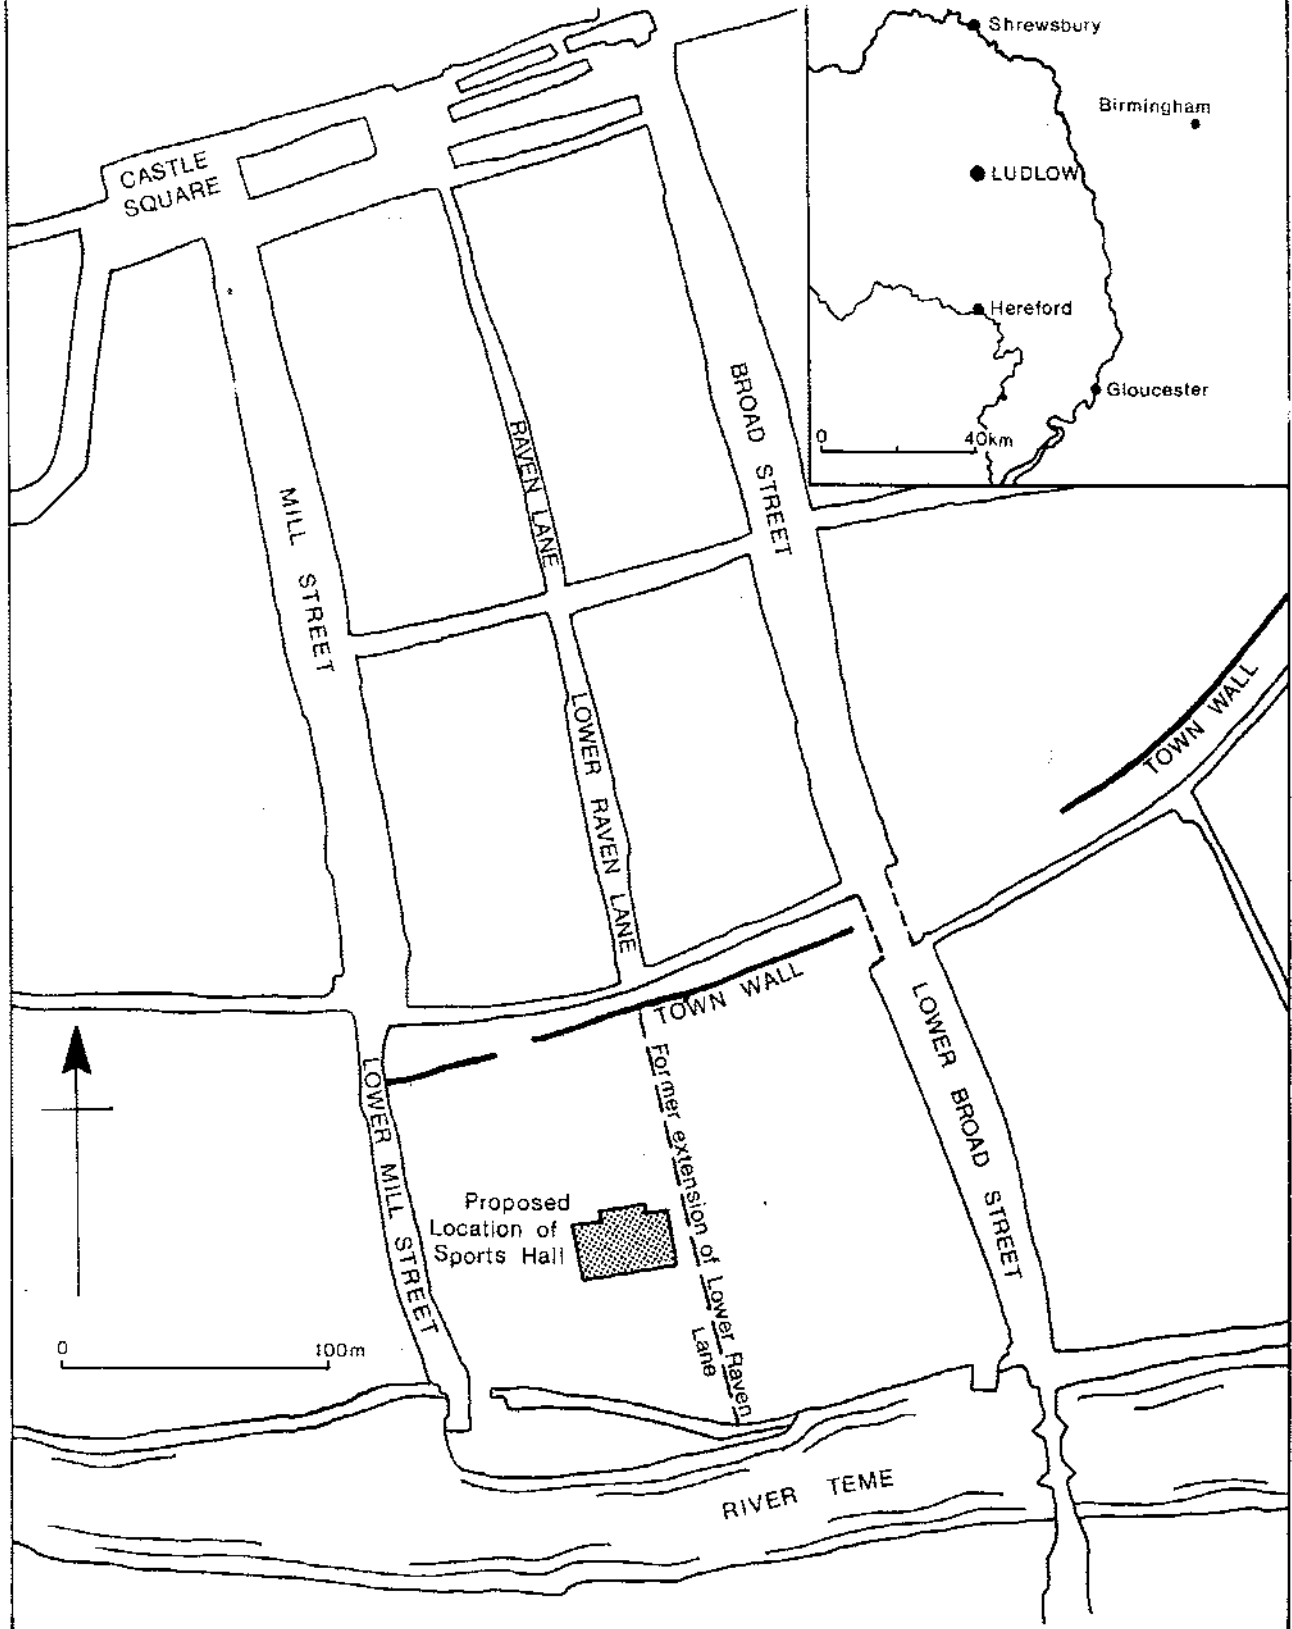 Shrewsbury
Birmingham
LUDLOW
Hereford
Gloucester
0 40km
CASTLE
SQUARE
BROAD STREET
RAVEN LANE
MILL STREET
TOWN WALL
LOWER RAVEN LANE
TOWN WALL
LOWER BROAD STREET
LOWER MILL STREET
Former extension of Lower Raven
Lane
Proposed
Location of
Sports Hall
0 100m
RIVER TEME